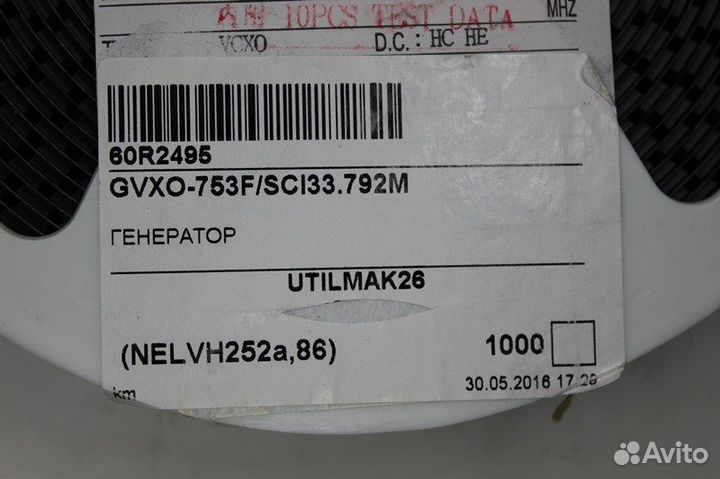 10PCS TEST DATA
MHZ
VCXO D.C.: HC HE
60R2495
GVXO-753F/SCI33.792M
ГЕНЕРАТОР
UTILMAK26
(NELVH252a,86) 1000
km 30.05.2016 17:29
Avito